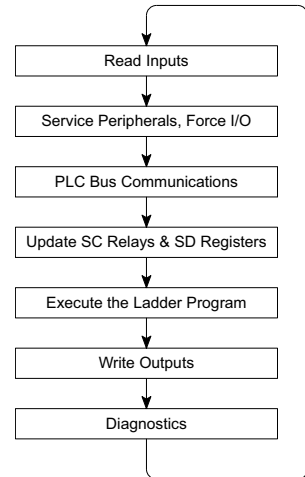 Read Inputs
Service Peripherals, Force I/O
PLC Bus Communications
Update SC Relays & SD Registers
Execute the Ladder Program
Write Outputs
Diagnostics